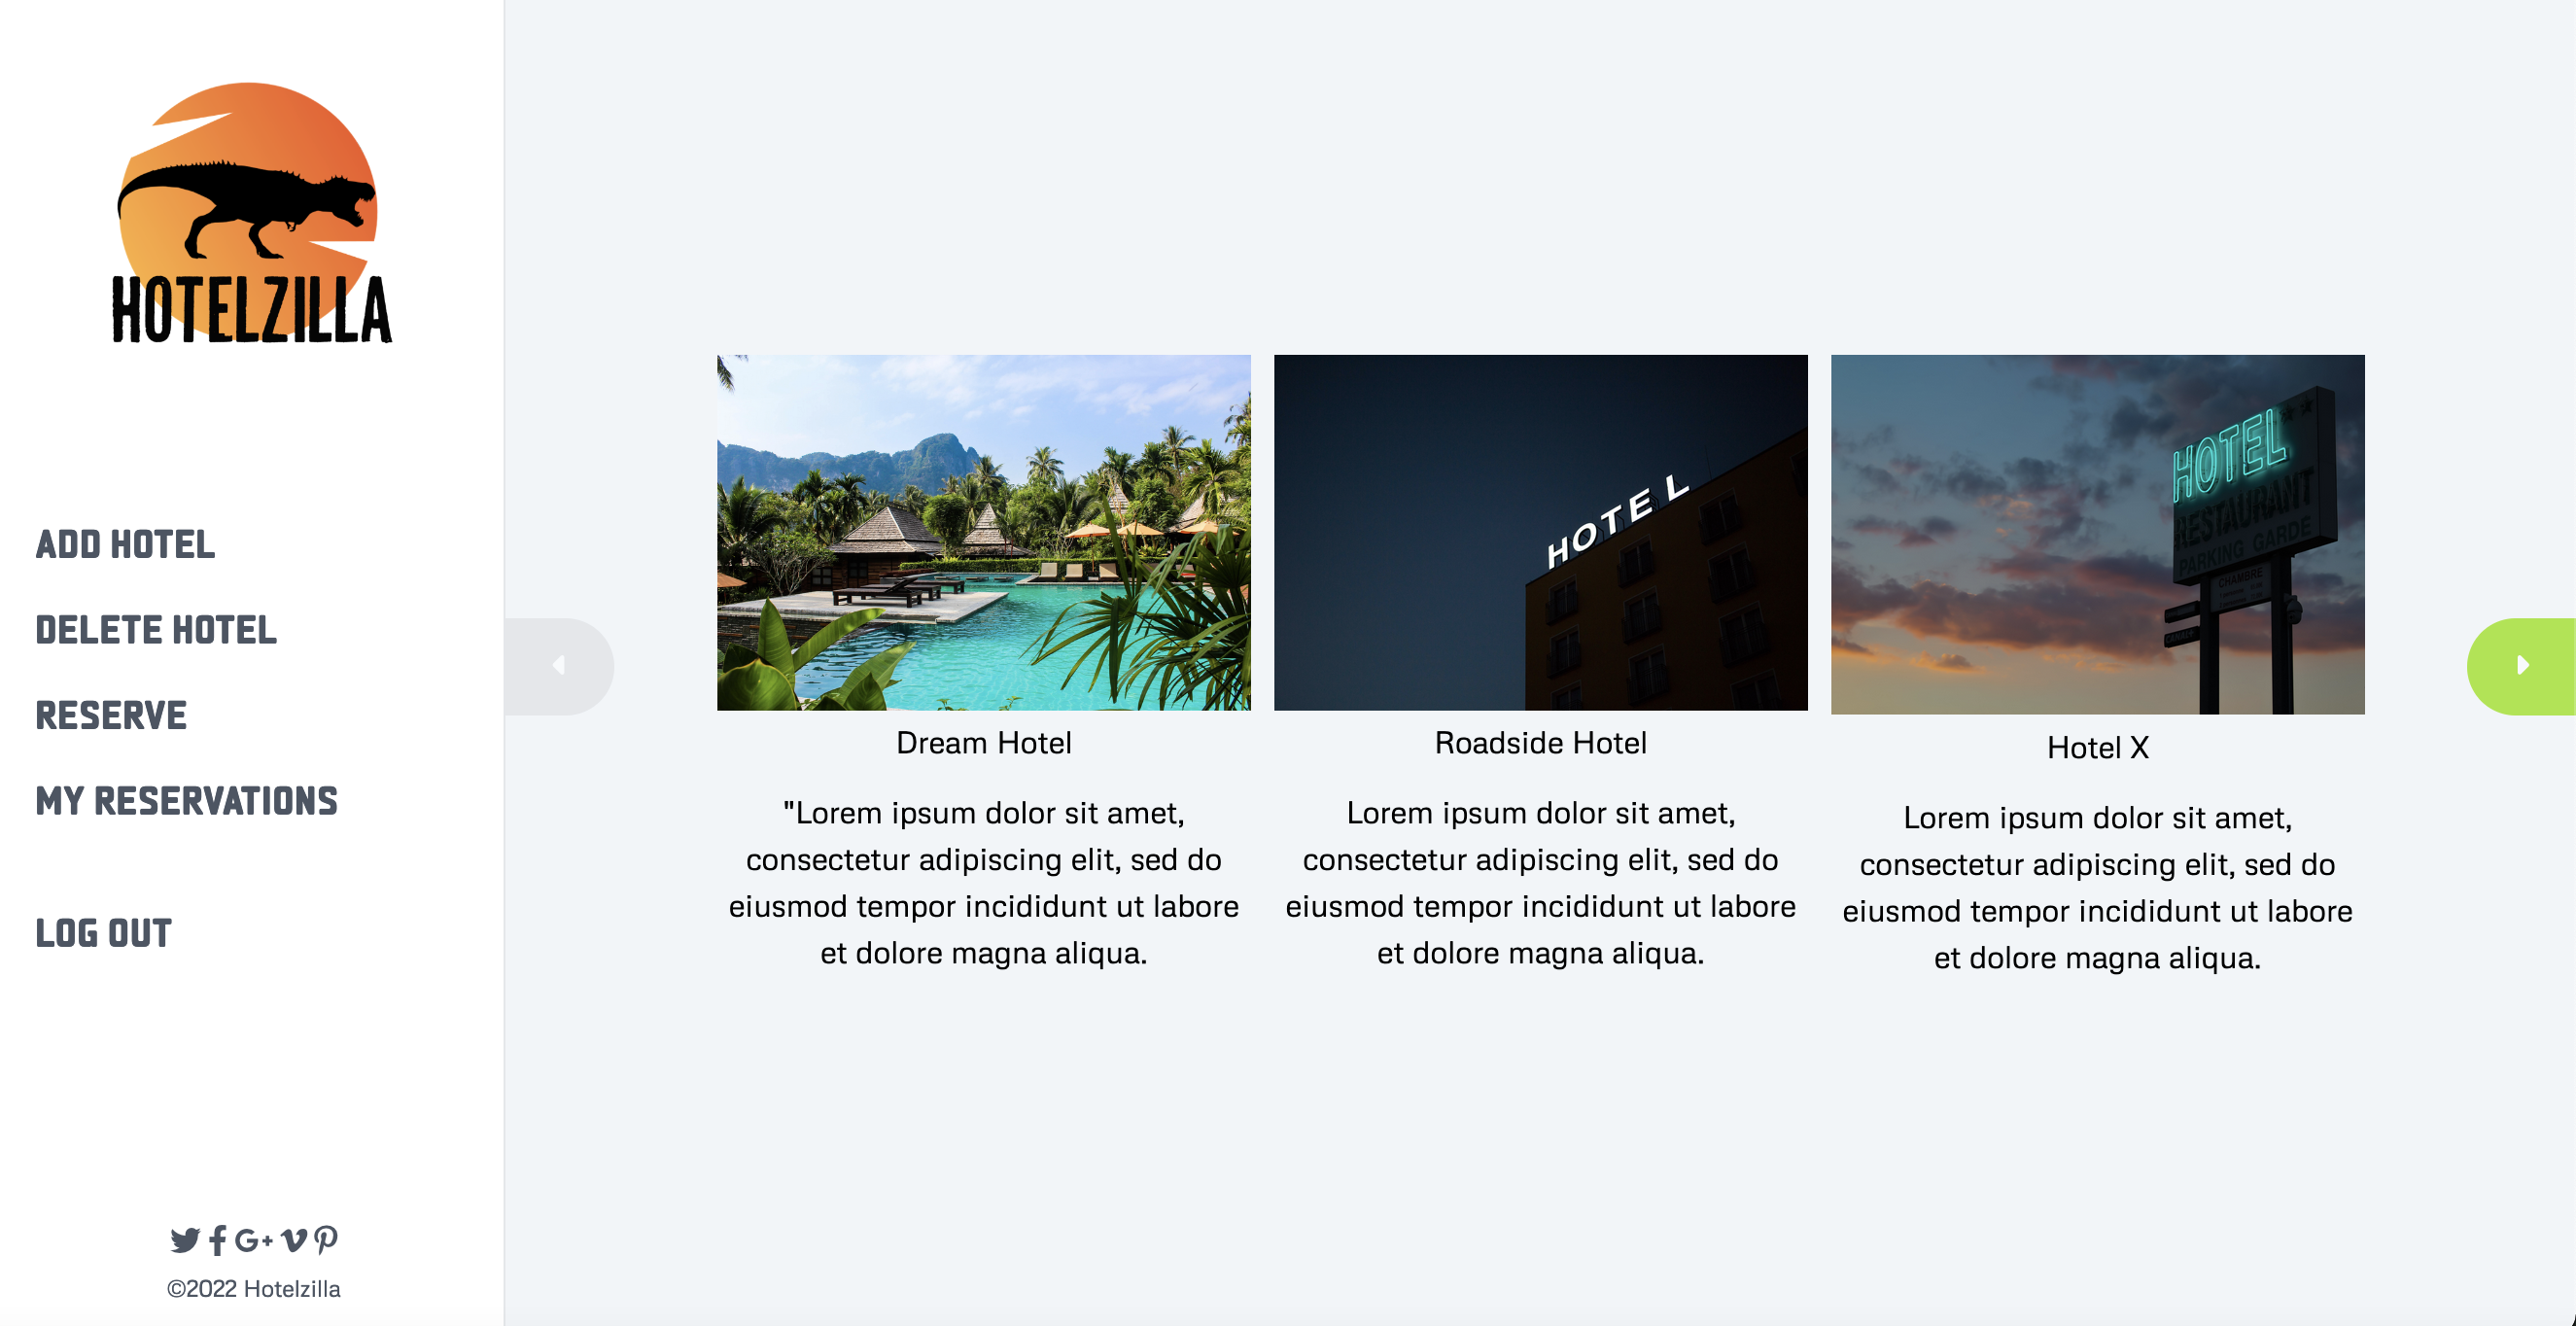 HOTELZILLA
ADD HOTEL
DELETE HOTEL
RESERVE
MY RESERVATIONS
LOG OUT
G+
©2022 Hotelzilla
HOTEL
HOTEL
RESTAURANT
PARKING GARDE
CHAMBRE
Dream Hotel
"Lorem ipsum dolor sit amet,
consectetur adipiscing elit, sed do
eiusmod tempor incididunt ut labore
et dolore magna aliqua.
Roadside Hotel
Lorem ipsum dolor sit amet,
consectetur adipiscing elit, sed do
eiusmod tempor incididunt ut labore
et dolore magna aliqua.
Hotel X
Lorem ipsum dolor sit amet,
consectetur adipiscing elit, sed do
eiusmod tempor incididunt ut labore
et dolore magna aliqua.